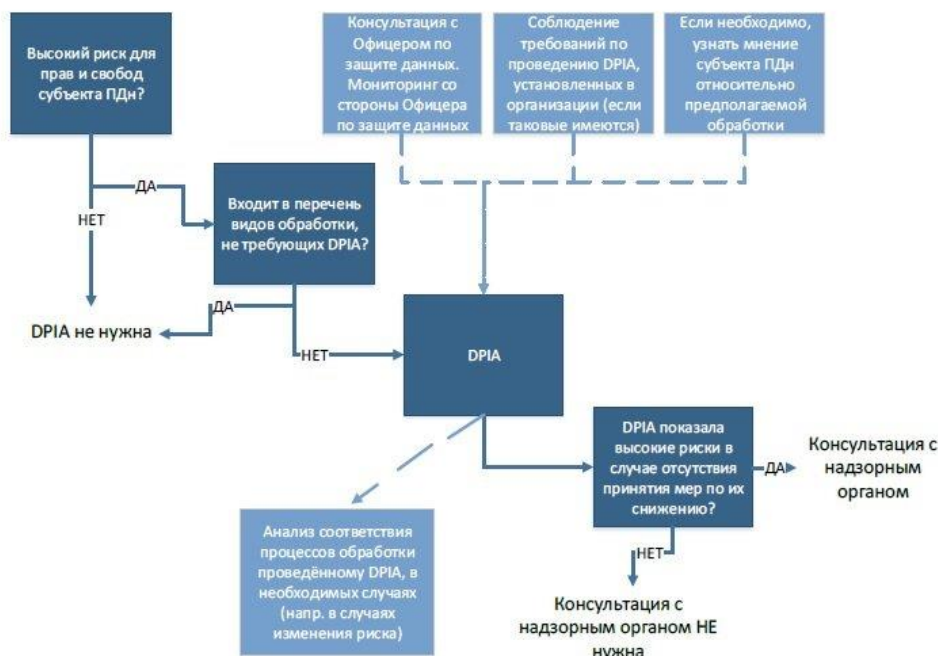 Высокий риск для
прав и свобод
субъекта ПДн?
Консультация с
Офицером по
защите данных.
Мониторинг со
стороны Офицера
по защите данных
Соблюдение
требований по
проведению DPIA,
установленных в
организации (если
таковые имеются)
Если необходимо,
узнать мнение
субъекта ПДн
относительно
предполагаемой
обработки
ДА
НЕТ
Входит в перечень
видов обработки,
не требующих DPIA?
ДА
DPIA не нужна
НЕТ
DPIA
DPIA показала
высокие риски в
случае отсутствия
принятия мер по их
снижению?
ДА
Консультация с
надзорным
органом
НЕТ
Консультация с
надзорным органом НЕ
нужна
Анализ соответствия
процессов обработки
проведённому DPIA, в
необходимых случаях
(напр. в случаях
изменения риска)